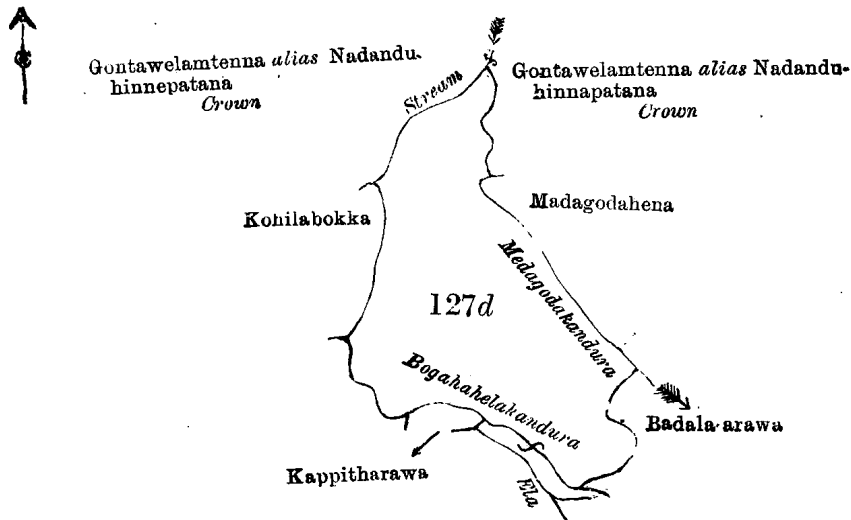 Gontawelamtenna alias Nadandu-
hinnepatana
Crown
Stream
Gontawelamtenna alias Nadandu-
hinnapatana
Crown
Kohilabokka
Madagodahena
Medagodakandura
127d
Bogahahelakandura
Badala-arawa
Kappitharawa
Ela